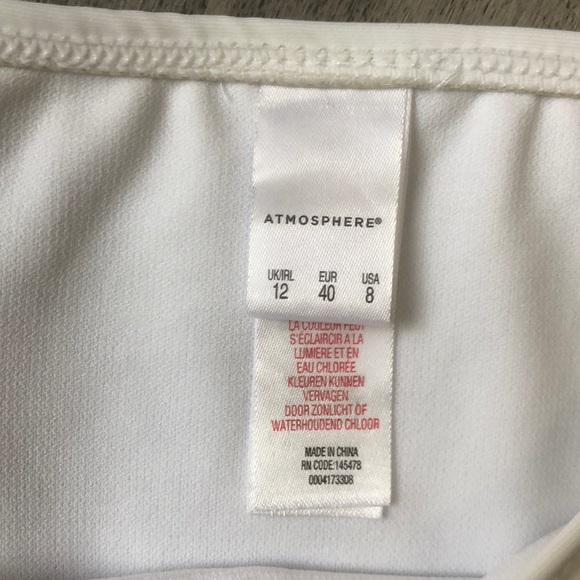 ATMOSPHERE®
UK/IRL EUR USA
12 40 8
LA COULEUR PEUT
S'ÉCLAIRCIR A LA
LUMIERE ET EN
EAU CHLORÉE
KLEUREN KUNNEN
VERVAGEN
DOOR ZONLICHT OF
WATERHOUDEND CHLOOR
MADE IN CHINA
RN CODE:145478
0004173308